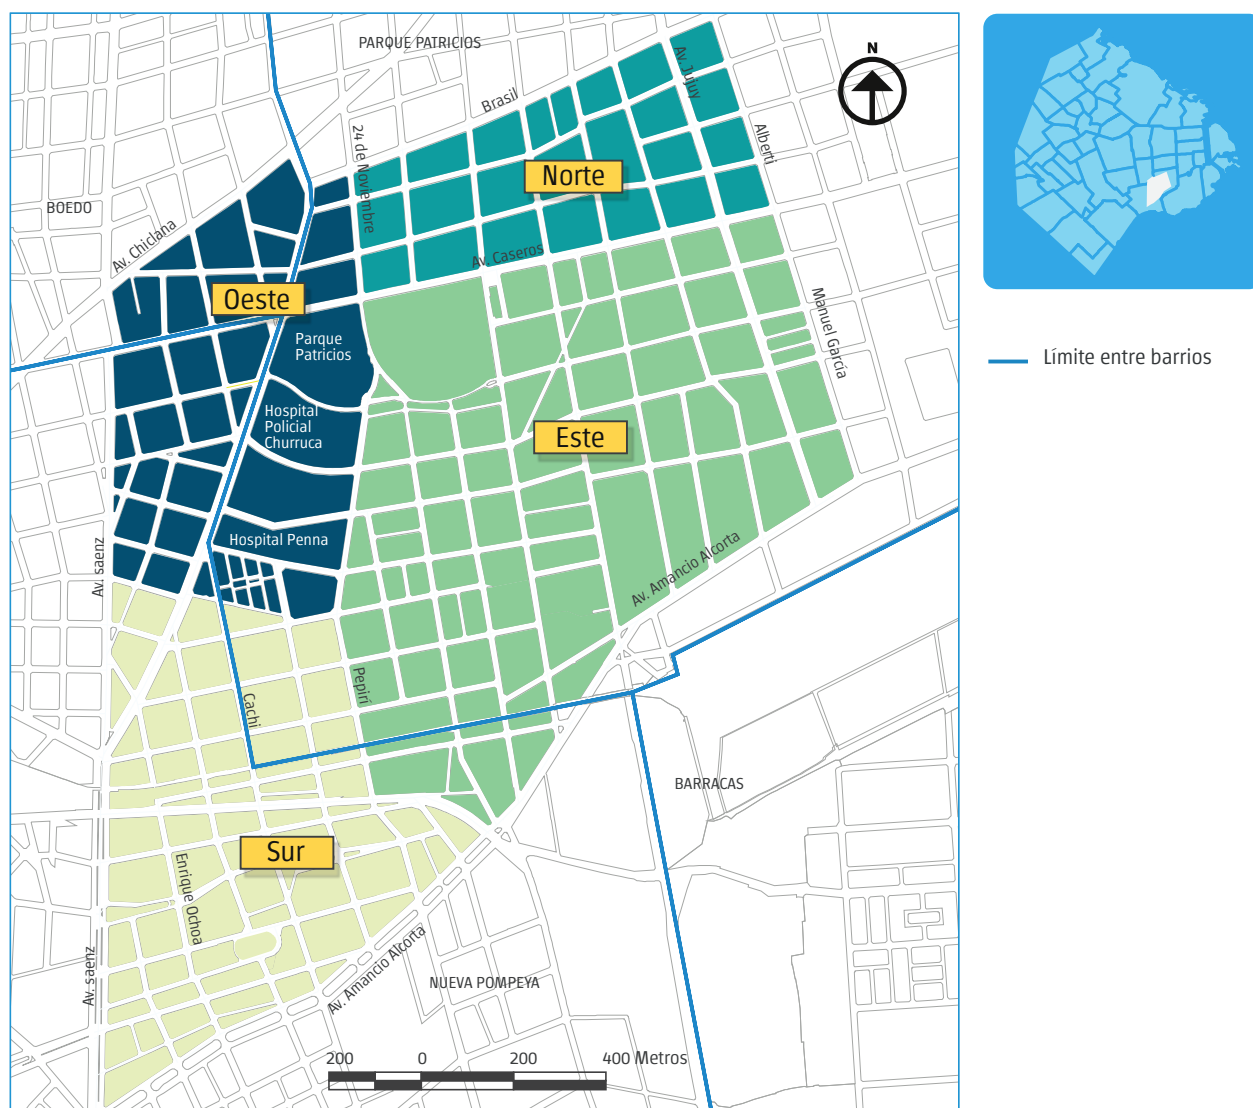 PARQUE PATRICIOS
N
Av. Jujuy
Brasil
24 de Noviembre
Alberti
Norte
BOEDO
Av. Chiclana
Av. Caseros
Oeste
Manuel García
Parque
Patricios
Límite entre barrios
Hospital
Policial
Churruca
Este
Hospital Penna
Av. saenz
Av. Amancio Alcorta
Pepirí
Cachi
BARRACAS
Sur
Enrique Ochoa
Av. saenz
Av. Amancio Alcorta
NUEVA POMPEYA
200 0 200 400 Metros